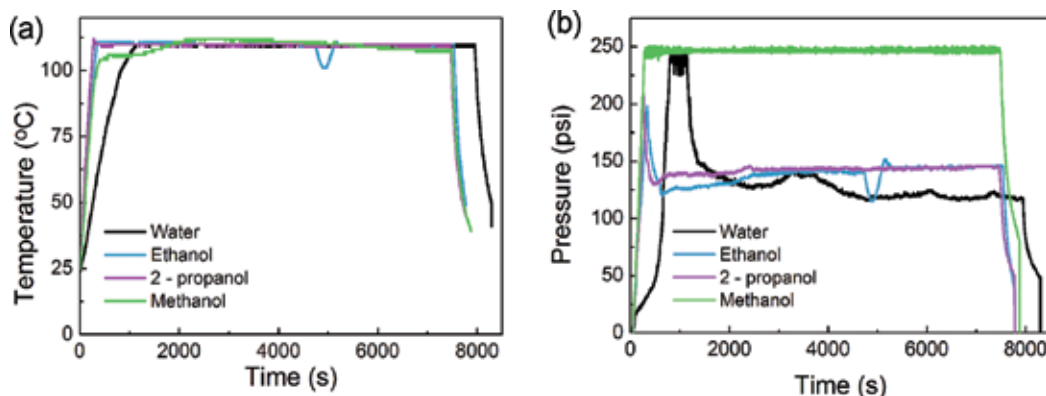 (a)
Temperature (ºC)
100
75
50
25
0
Water
Ethanol
2 - propanol
Methanol
0
2000
4000
6000
8000
Time (s)
(b)
Pressure (psi)
250
200
150
100
50
0
Water
Ethanol
2 - propanol
Methanol
0
2000
4000
6000
8000
Time (s)